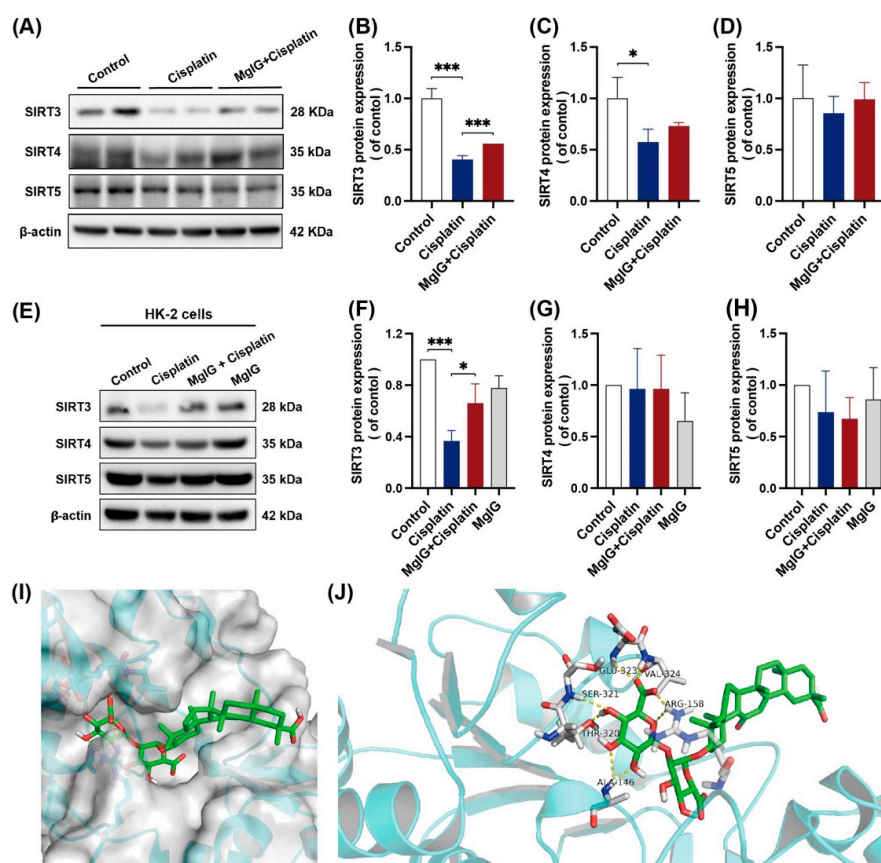 (A)
Control
Cisplatin
MgIG+Cisplatin
SIRT3
28 KDa
SIRT4
35 kDa
SIRT5
35 kDa
β-actin
42 KDa
(B)
SIRT3 protein expression
( of contol)
1.5
1.0
0.5
0.0
***
***
Control
Cisplatin
MgIG+Cisplatin
(C)
SIRT4 protein expression
( of contol)
1.5
1.0
0.5
0.0
*
Control
Cisplatin
MgIG+Cisplatin
(D)
SIRT5 protein expression
( of contol)
1.5
1.0
0.5
0.0
Control
Cisplatin
MgIG+Cisplatin
(E)
HK-2 cells
Control
Cisplatin
MgIG + Cisplatin
MgIG
SIRT3
28 kDa
SIRT4
35 kDa
SIRT5
35 kDa
β-actin
42 kDa
(F)
SIRT3 protein expression
( of contol)
1.2
0.8
0.4
0.0
***
*
Control
Cisplatin
MgIG+Cisplatin
MgIG
(G)
SIRT4 protein expression
( of contol)
1.5
1.0
0.5
0.0
Control
Cisplatin
MgIG+Cisplatin
MgIG
(H)
SIRT5 protein expression
( of contol)
1.5
1.0
0.5
0.0
Control
Cisplatin
MgIG+Cisplatin
MgIG
(I)
(J)
GLU-323
VAL-324
SER-321
ARG-158
THR-320
ALA-146